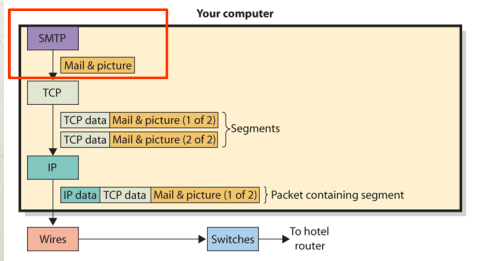 Your computer
SMTP
Mail & picture
TCP
TCP data Mail & picture (1 of 2)
TCP data Mail & picture (2 of 2)
Segments
IP
IP data TCP data Mail & picture (1 of 2) Packet containing segment
Wires
Switches
To hotel
router